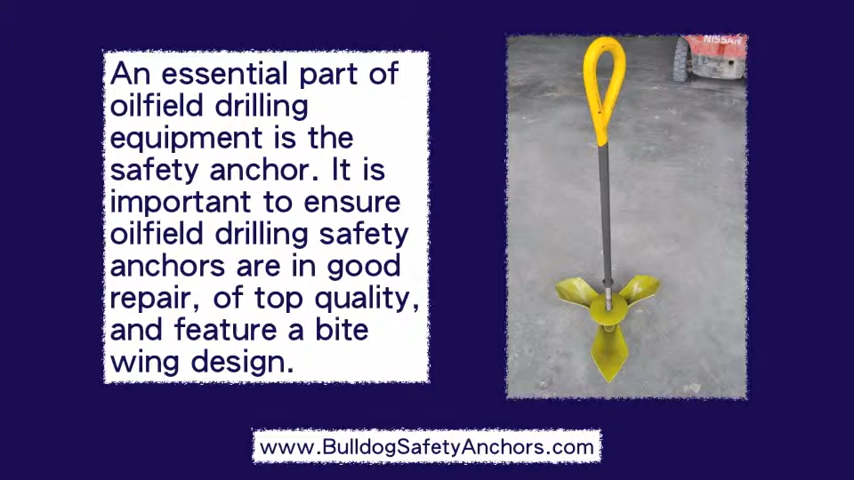 An essential part of
oilfield drilling
equipment is the
safety anchor. It is
important to ensure
oilfield drilling safety
anchors are in good
repair, of top quality,
and feature a bite
wing design.
NISSAN
www.BulldogSafetyAnchors.com